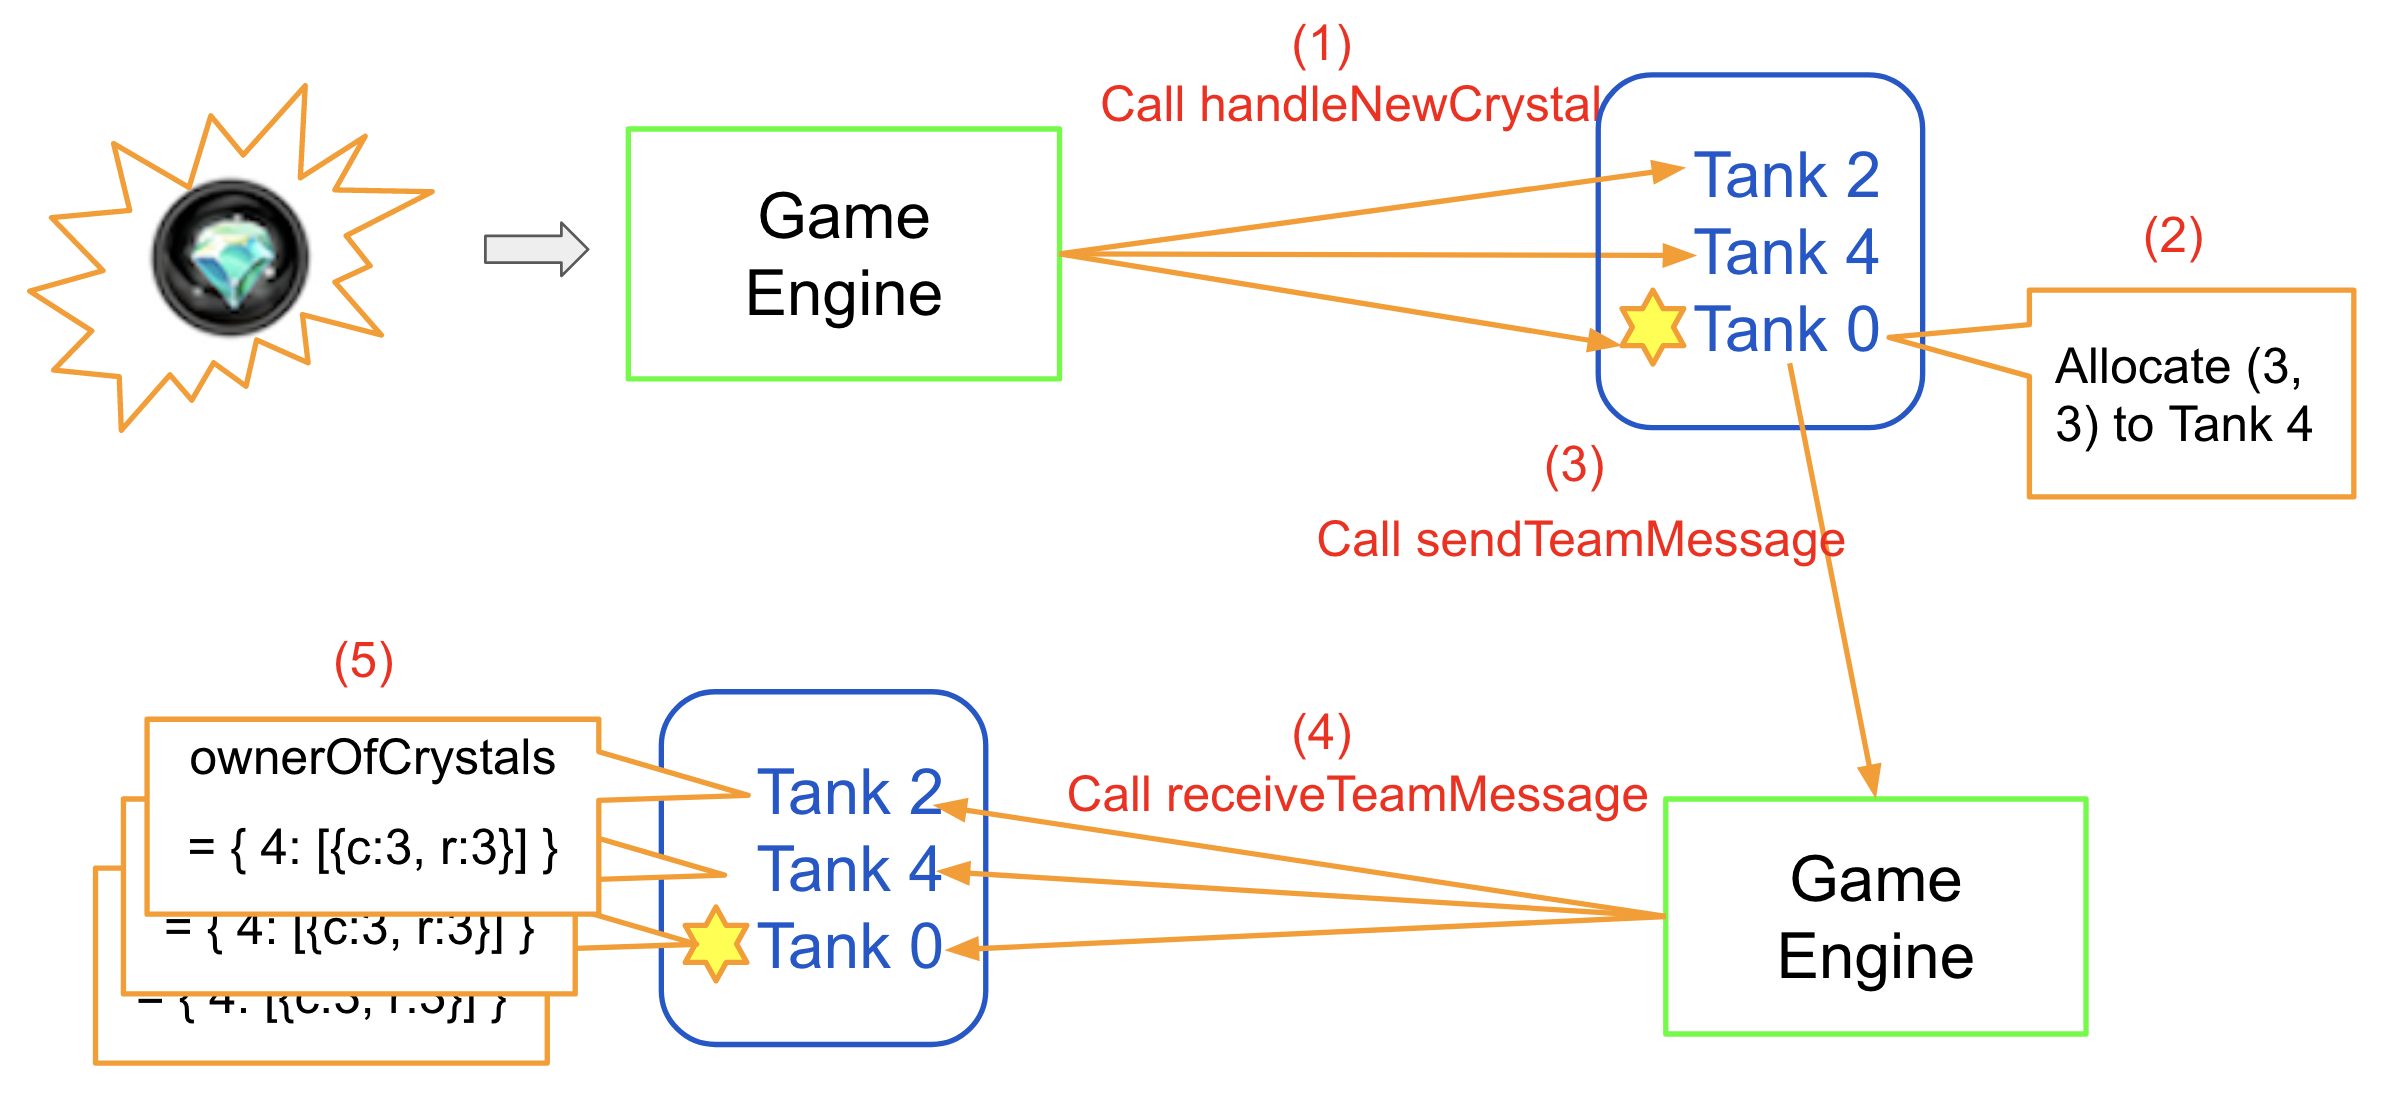 (1)
Call handleNewCrystal
Game
Engine
Tank 2
Tank 4
Tank 0
(2)
Allocate (3,
3) to Tank 4
(3)
Call sendTeamMessage
(4)
Call receiveTeamMessage
Game
Engine
Tank 2
Tank 4
Tank 0
(5)
ownerOfCrystals
= { 4: [{c:3, r:3}] }
= { 4: [{c:3, r:3}] }
= { 4: [{c:3, r:3}] }